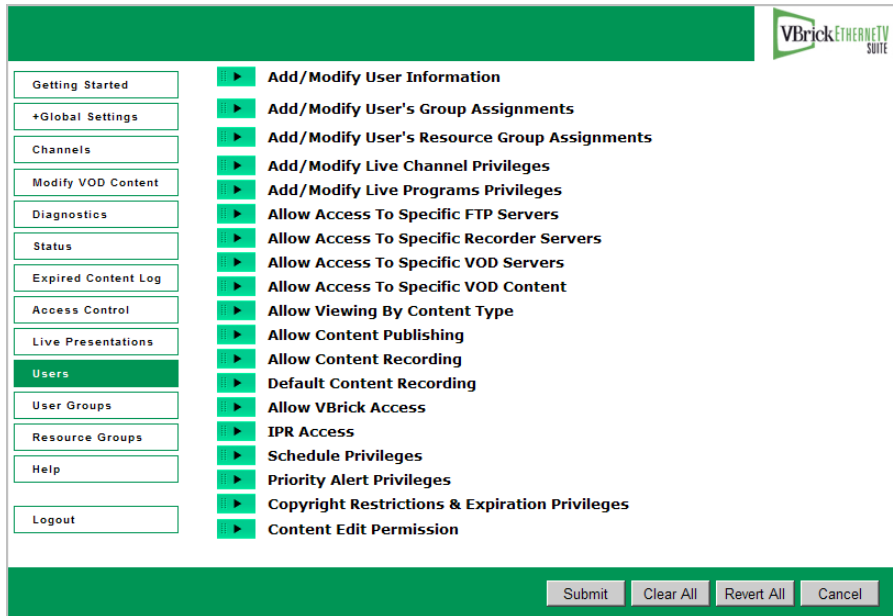 VBrick ETHERNETV
SUITE
Getting Started
+Global Settings
Channels
Modify VOD Content
Diagnostics
Status
Expired Content Log
Access Control
Live Presentations
Users
User Groups
Resource Groups
Help
Logout
Add/Modify User Information
Add/Modify User's Group Assignments
Add/Modify User's Resource Group Assignments
Add/Modify Live Channel Privileges
Add/Modify Live Programs Privileges
Allow Access To Specific FTP Servers
Allow Access To Specific Recorder Servers
Allow Access To Specific VOD Servers
Allow Access To Specific VOD Content
Allow Viewing By Content Type
Allow Content Publishing
Allow Content Recording
Default Content Recording
Allow VBrick Access
IPR Access
Schedule Privileges
Priority Alert Privileges
Copyright Restrictions & Expiration Privileges
Content Edit Permission
Submit Clear All Revert All Cancel